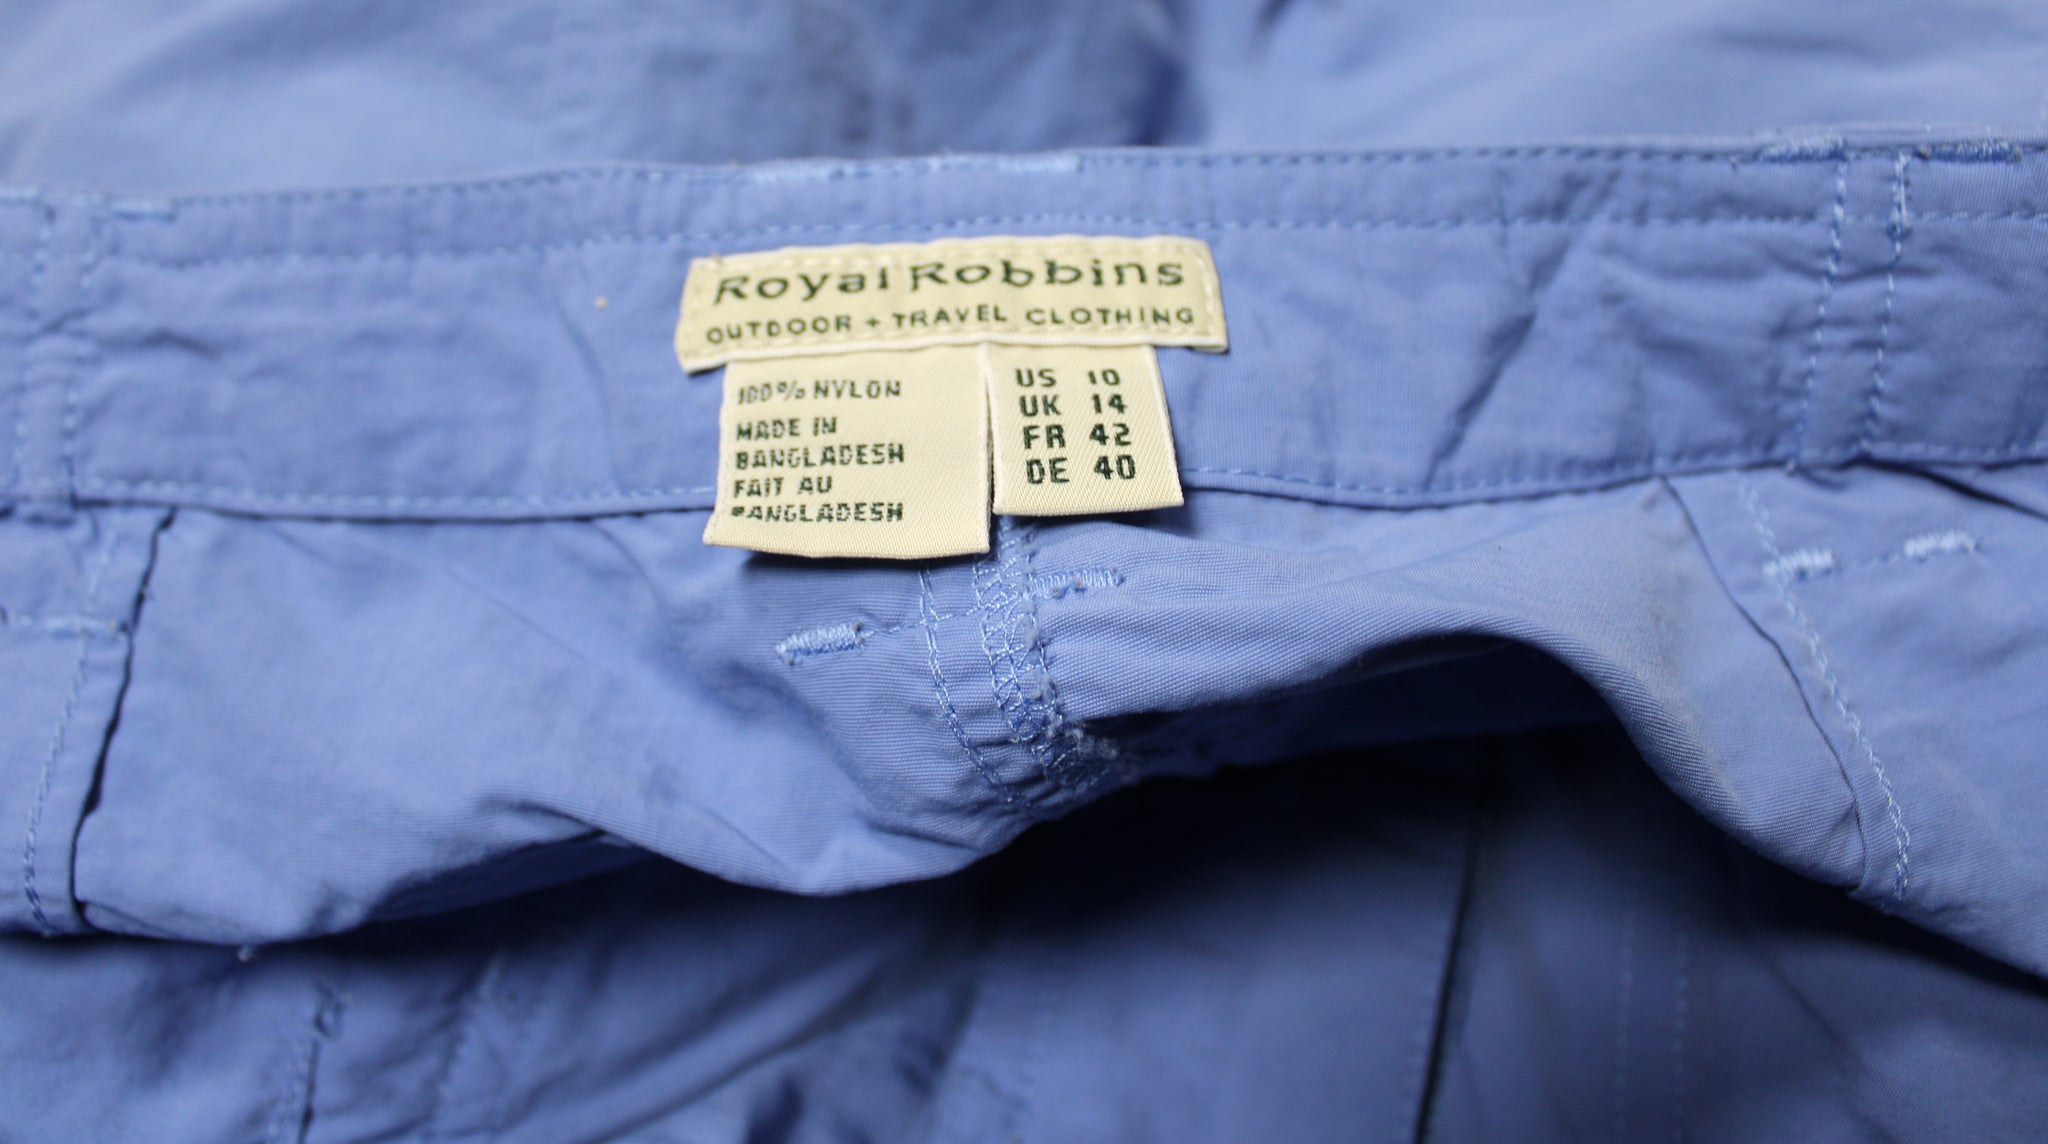 Royal Robbins
OUTDOOR + TRAVEL CLOTHING
100% NYLON
MADE IN
BANGLADESH
FAIT AU
BANGLADESH
US 10
UK 14
FR 42
DE 40